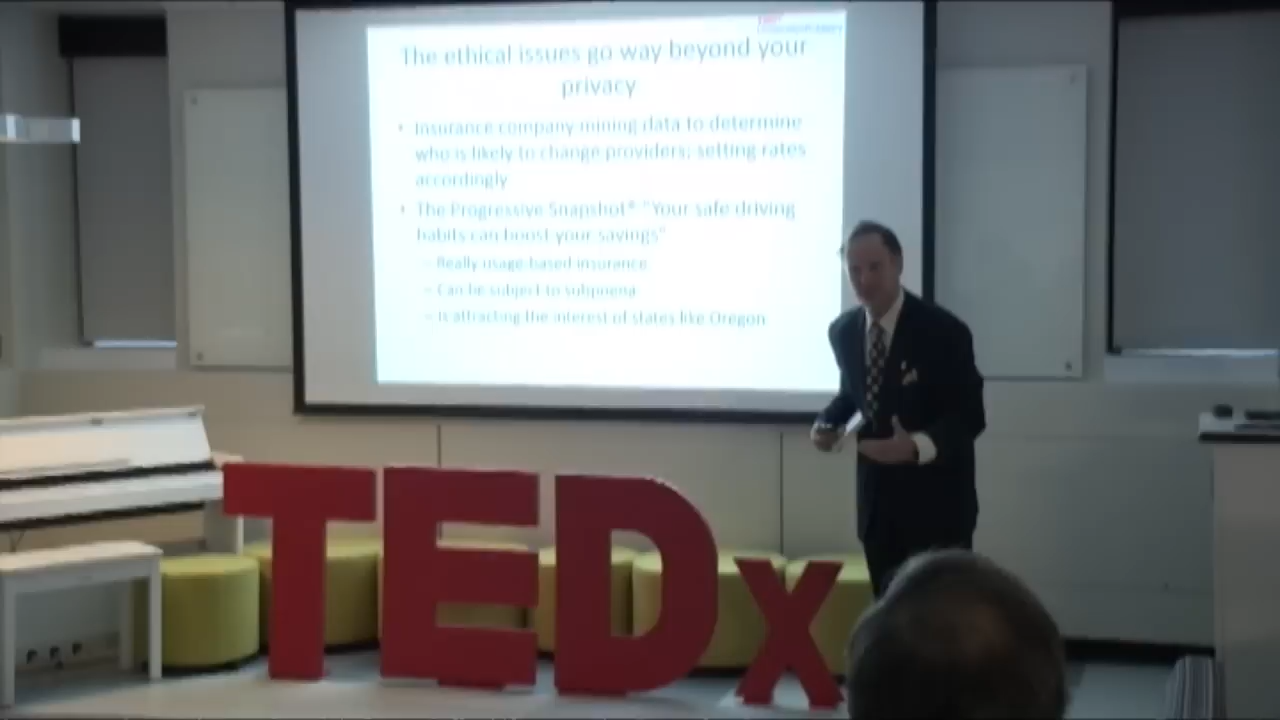 The ethical issues go way beyond your
privacy
• Insurance company mining data to determine
who is likely to change providers; setting rates
accordingly
• The Progressive Snapshot® "Your safe driving
habits can boost your savings"
– Really usage-based insurance
– Can be subject to subpoena
– Is attracting the interest of states like Oregon
TEDx